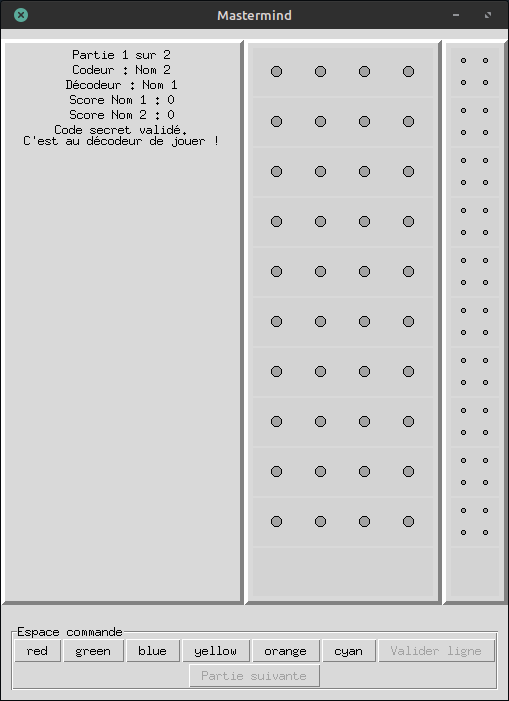 Mastermind
Partie 1 sur 2
Codeur : Nom 2
Décodeur : Nom 1
Score Nom 1 : 0
Score Nom 2 : 0
Code secret validé.
C'est au décodeur de jouer !
Espace commande
red green blue yellow orange cyan Valider ligne
Partie suivante